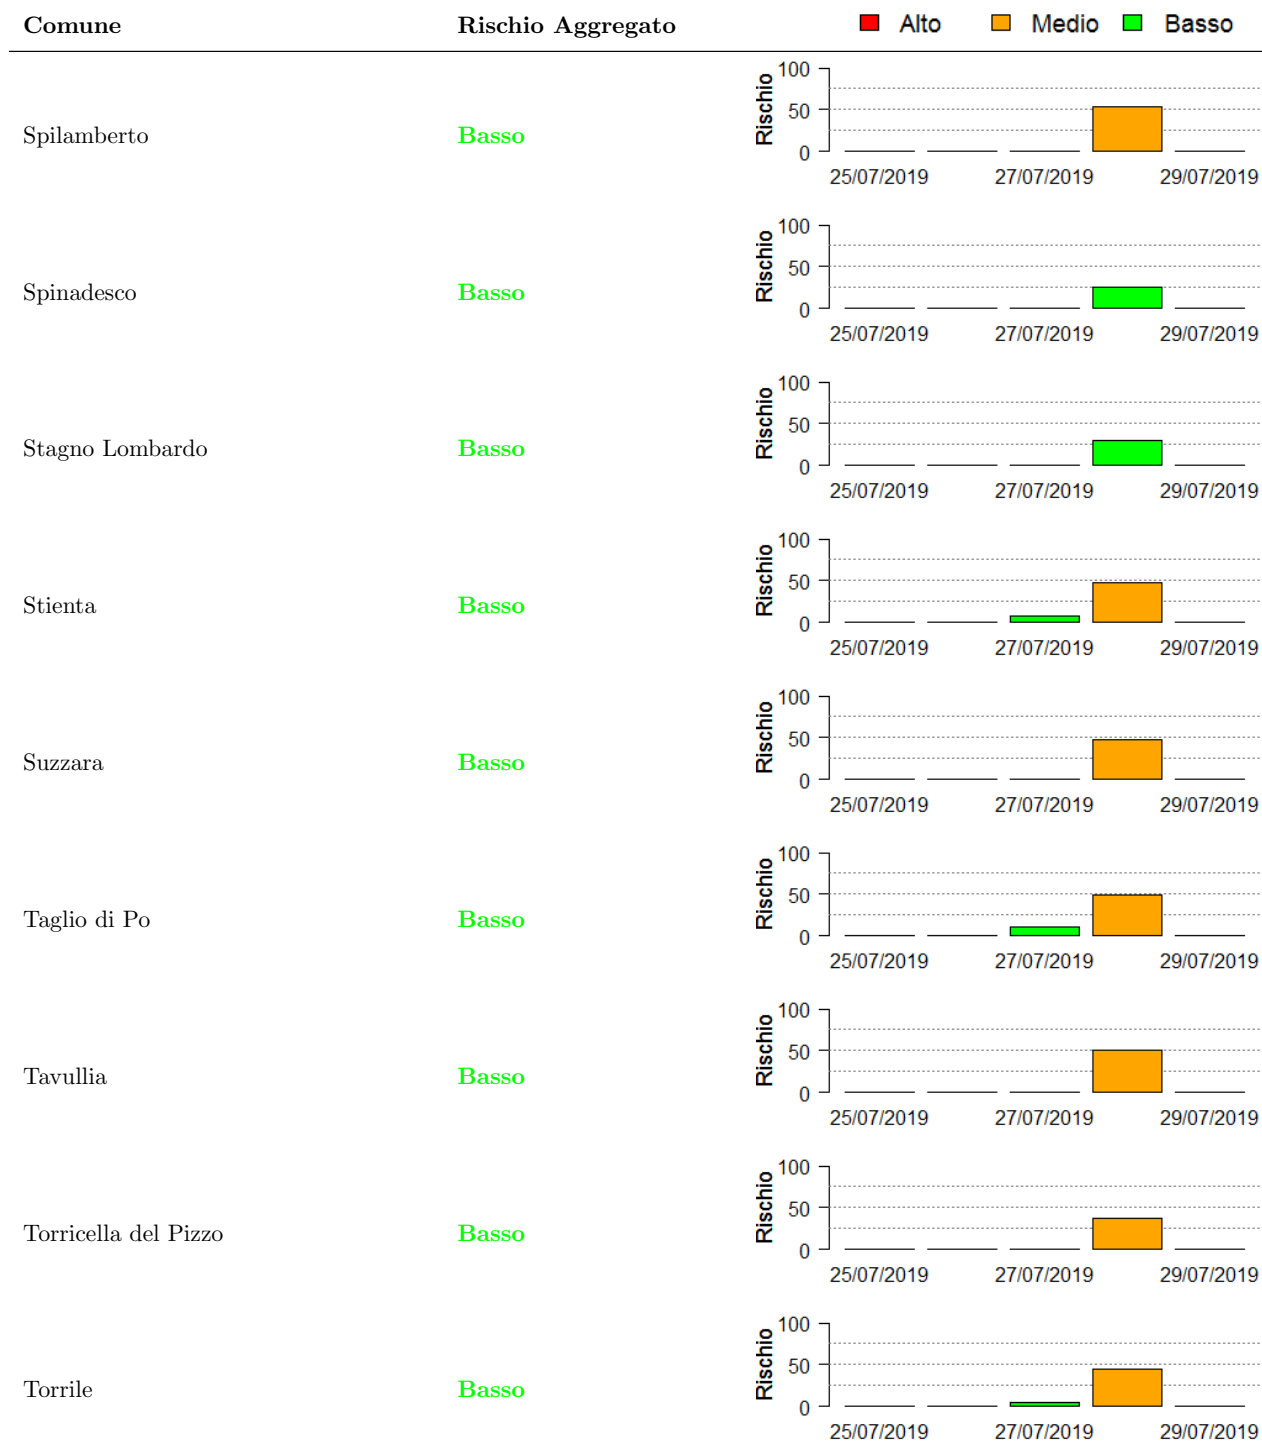 Comune Rischio Aggregato Alto Medio Basso
Spilamberto Basso
Rischio
100
50
0
25/07/2019 27/07/2019 29/07/2019
Spinadesco Basso
Rischio
100
50
0
25/07/2019 27/07/2019 29/07/2019
Stagno Lombardo Basso
Rischio
100
50
0
25/07/2019 27/07/2019 29/07/2019
Stienta Basso
Rischio
100
50
0
25/07/2019 27/07/2019 29/07/2019
Suzzara Basso
Rischio
100
50
0
25/07/2019 27/07/2019 29/07/2019
Taglio di Po Basso
Rischio
100
50
0
25/07/2019 27/07/2019 29/07/2019
Tavullia Basso
Rischio
100
50
0
25/07/2019 27/07/2019 29/07/2019
Torricella del Pizzo Basso
Rischio
100
50
0
25/07/2019 27/07/2019 29/07/2019
Torrile Basso
Rischio
100
50
0
25/07/2019 27/07/2019 29/07/2019